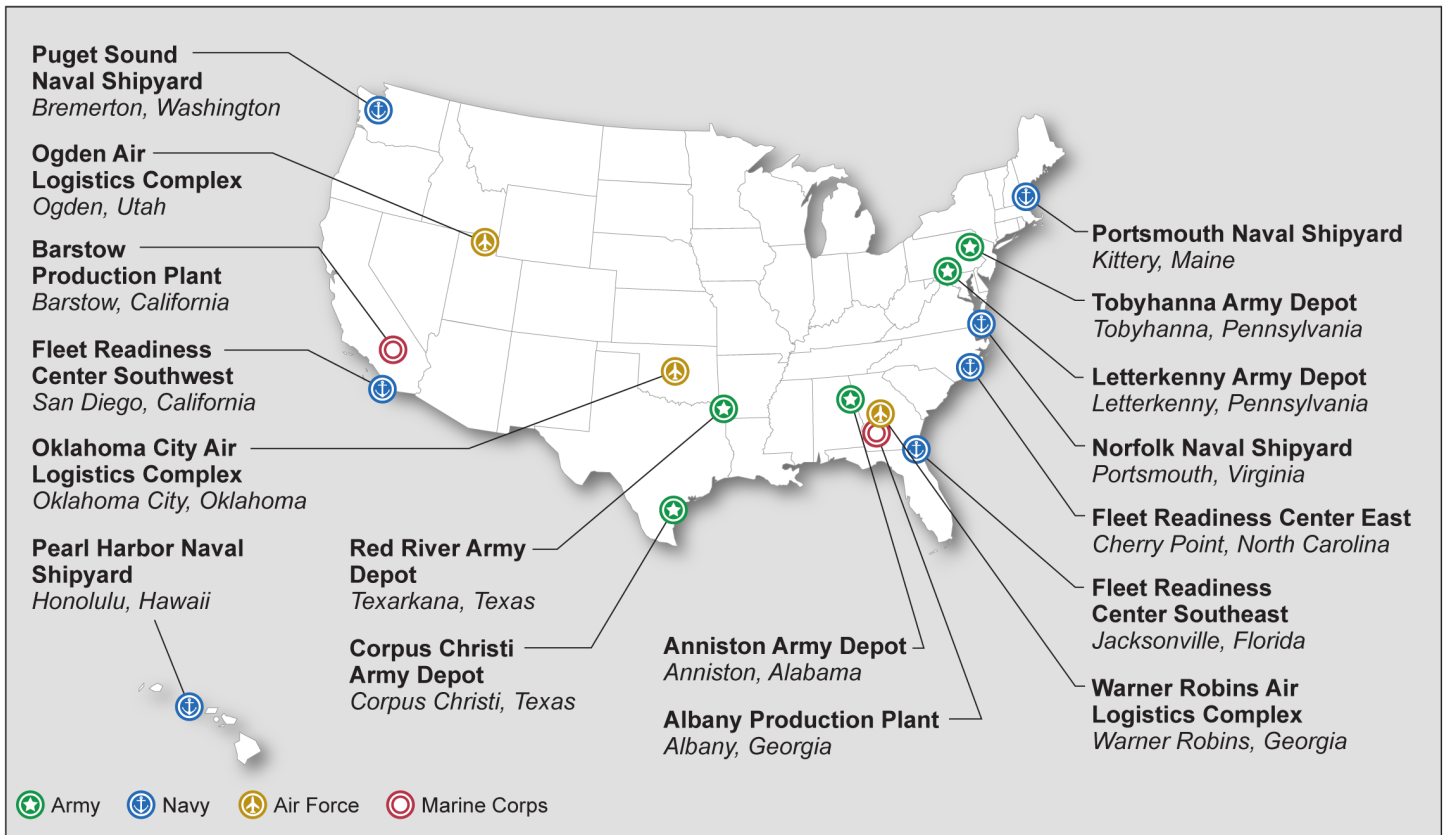 Puget Sound
Naval Shipyard
Bremerton, Washington
Ogden Air
Logistics Complex
Ogden, Utah
Barstow
Production Plant
Barstow, California
Fleet Readiness
Center Southwest
San Diego, California
Oklahoma City Air
Logistics Complex
Oklahoma City, Oklahoma
Pearl Harbor Naval
Shipyard
Honolulu, Hawaii
Red River Army
Depot
Texarkana, Texas
Corpus Christi
Army Depot
Corpus Christi, Texas
Anniston Army Depot
Anniston, Alabama
Albany Production Plant
Albany, Georgia
Portsmouth Naval Shipyard
Kittery, Maine
Tobyhanna Army Depot
Tobyhanna, Pennsylvania
Letterkenny Army Depot
Letterkenny, Pennsylvania
Norfolk Naval Shipyard
Portsmouth, Virginia
Fleet Readiness Center East
Cherry Point, North Carolina
Fleet Readiness
Center Southeast
Jacksonville, Florida
Warner Robins Air
Logistics Complex
Warner Robins, Georgia
Army Navy Air Force Marine Corps